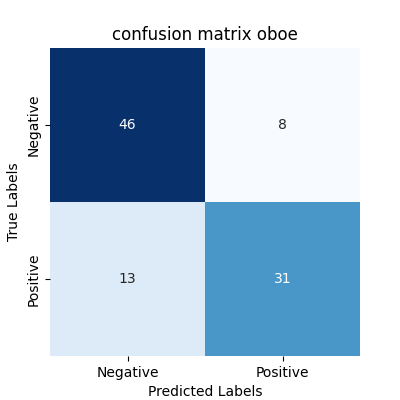 confusion matrix oboe
True Labels
Negative
46
8
Positive
13
31
Negative
Positive
Predicted Labels